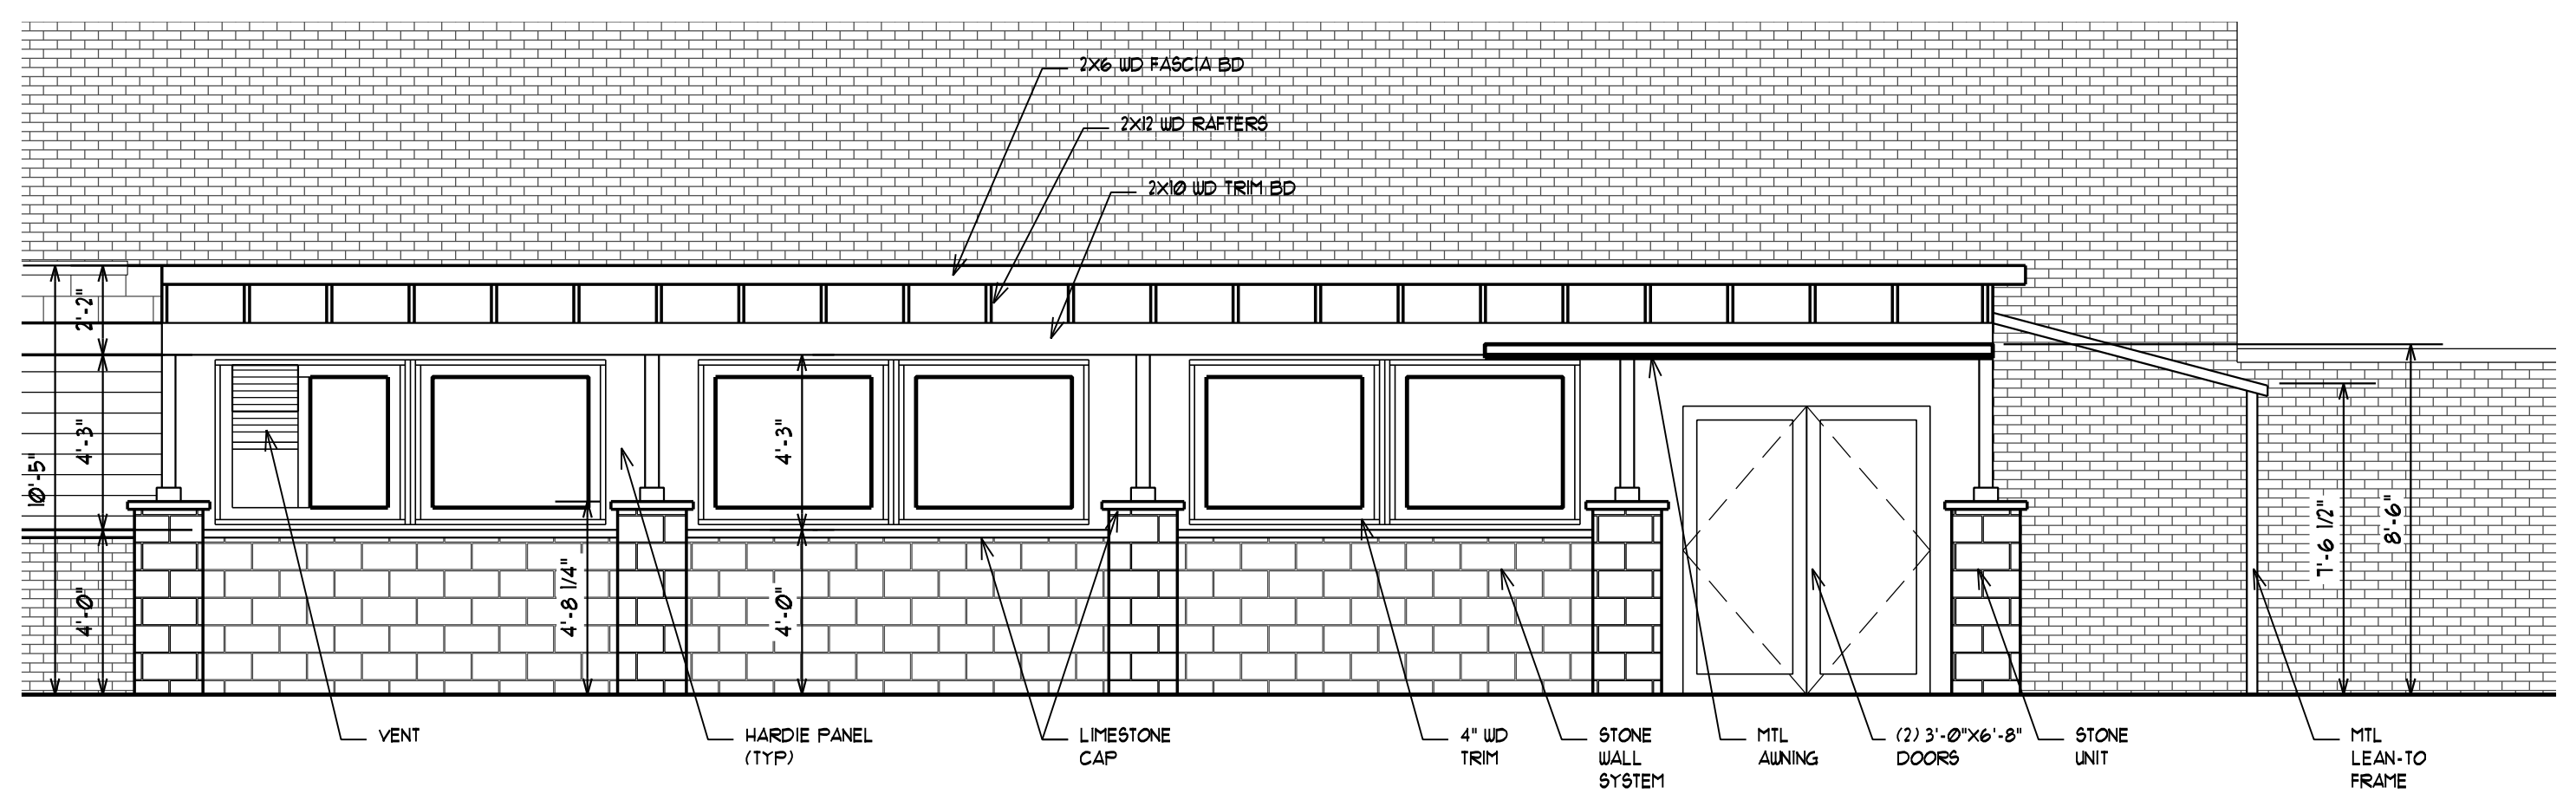 2X6 WD FASCIA BD
2X12 WD RAFTERS
2X10 WD TRIM BD
2'-2"
4'-3"
10'-5"
4'-0"
4'-8 1/4"
4'-3"
4'-0"
7'-6 1/2"
8'-6"
VENT
HARDIE PANEL
(TYP)
LIMESTONE
CAP
4" WD
TRIM
STONE
WALL
SYSTEM
MTL
AWNING
(2) 3'-0"X6'-8"
DOORS
STONE
UNIT
MTL
LEAN-TO
FRAME